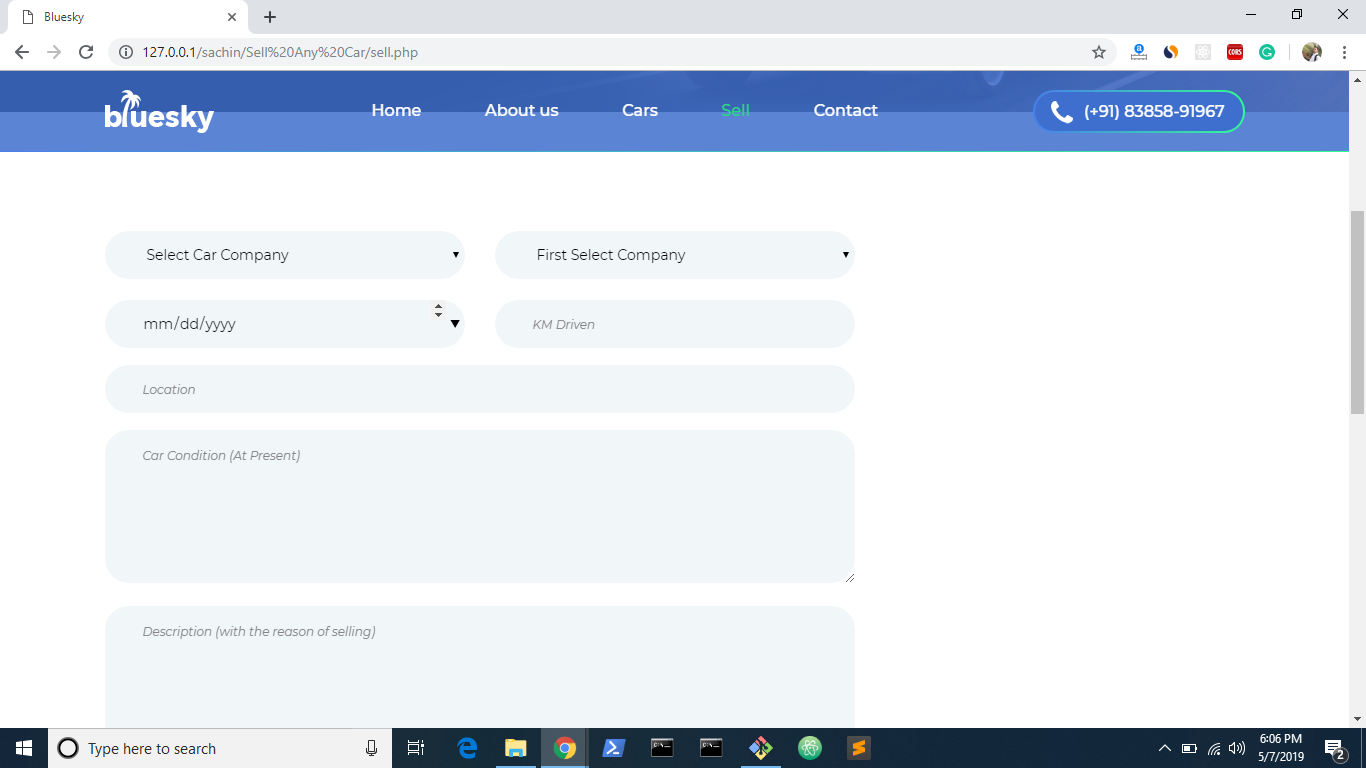 Bluesky
127.0.0.1/sachin/Sell%20Any%20Car/sell.php
CORS
bluesky
Home About us Cars Sell Contact (+91) 83858-91967
Select Car Company First Select Company
mm/dd/yyyy KM Driven
Location
Car Condition (At Present)
Description (with the reason of selling)
Type here to search
6:06 PM
5/7/2019
2